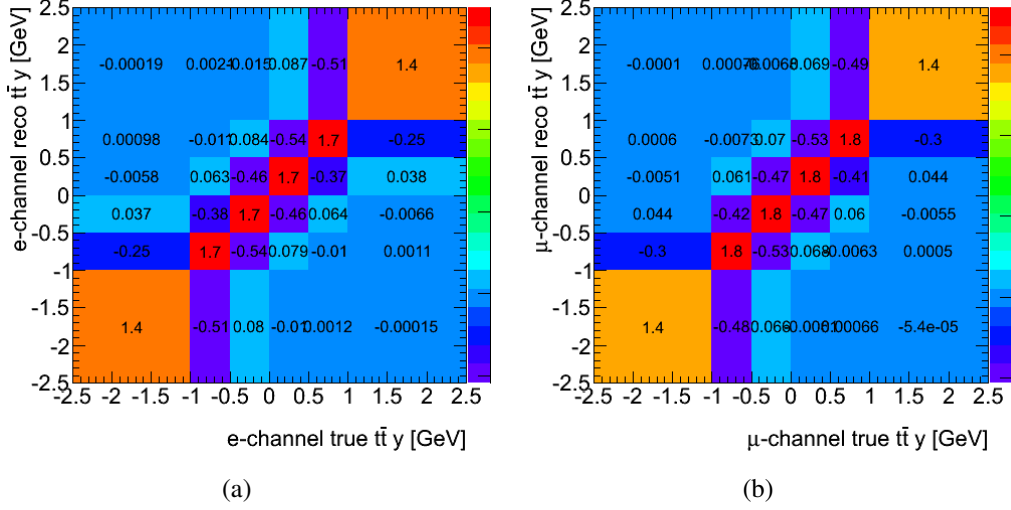 e-channel reco tt̄ y [GeV]
2.5
2
1.5
1
0.5
0
-0.5
-1
-1.5
-2
-2.5
-0.00019 0.087 -0.51 1.4
0.00098 -0.011 0.084 -0.54 1.7 -0.25
-0.0058 0.063 -0.46 1.7 -0.37 0.038
0.037 -0.38 1.7 -0.46 0.064 -0.0066
-0.25 1.7 -0.54 0.079 -0.01 0.0011
1.4 -0.51 0.08 -0.01 0.0012 -0.00015
-2.5 -2 -1.5 -1 -0.5 0 0.5 1 1.5 2 2.5
e-channel true tt̄ y [GeV]
(a)
μ-channel reco tt̄ y [GeV]
2.5
2
1.5
1
0.5
0
-0.5
-1
-1.5
-2
-2.5
-0.0001 0.069 -0.49 1.4
0.0006 -0.0073 0.07 -0.53 1.8 -0.3
-0.0051 0.061 -0.47 1.8 -0.41 0.044
0.044 -0.42 1.8 -0.47 0.06 -0.0055
-0.3 1.8 -0.53 0.068 -0.0063 0.0005
1.4 -0.48 0.066 -5.4e-05
-2.5 -2 -1.5 -1 -0.5 0 0.5 1 1.5 2 2.5
μ-channel true tt̄ y [GeV]
(b)